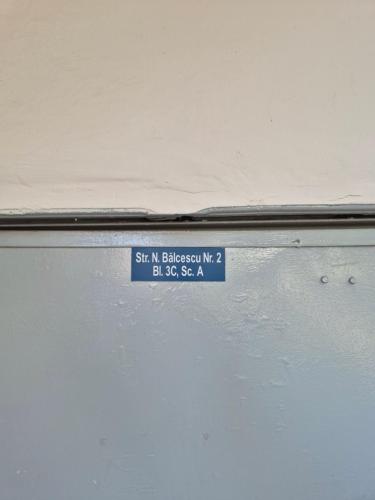 Str. N. Bălcescu Nr. 2
Bl. 3C, Sc. A